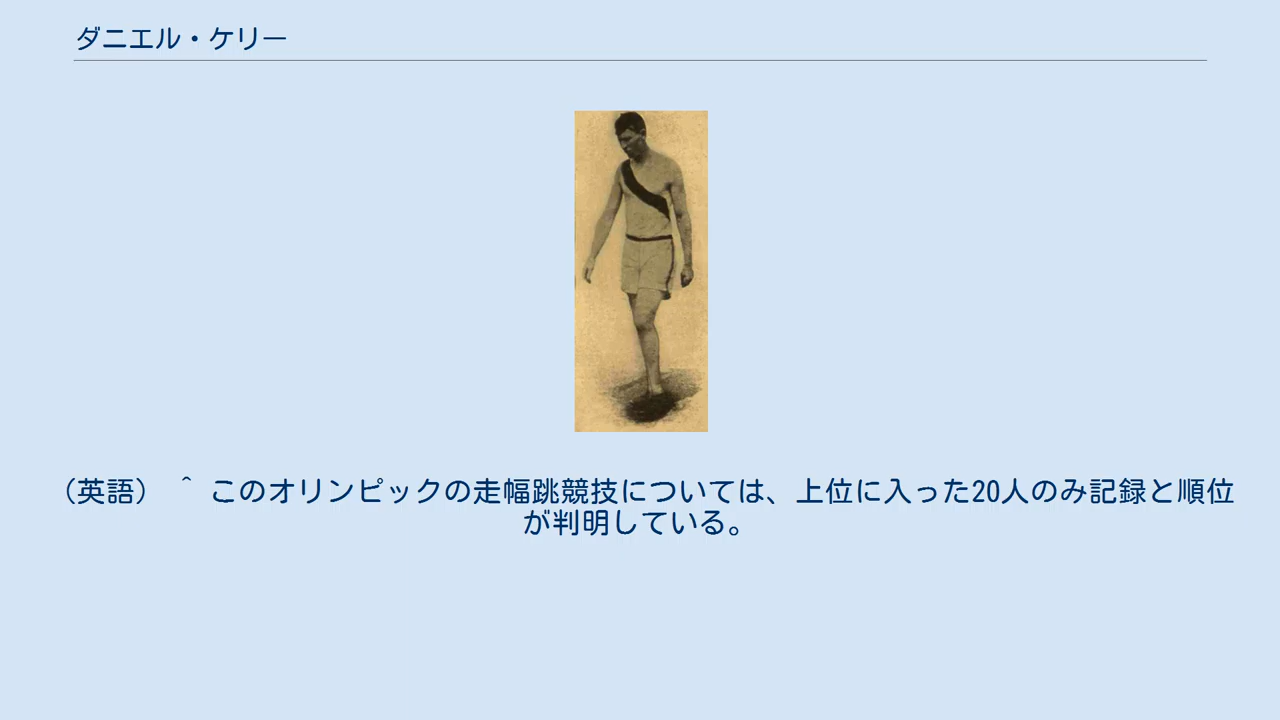 ダニエル・ケリー
（英語） ＾ このオリンピックの走幅跳競技については、上位に入った20人のみ記録と順位
が判明している。